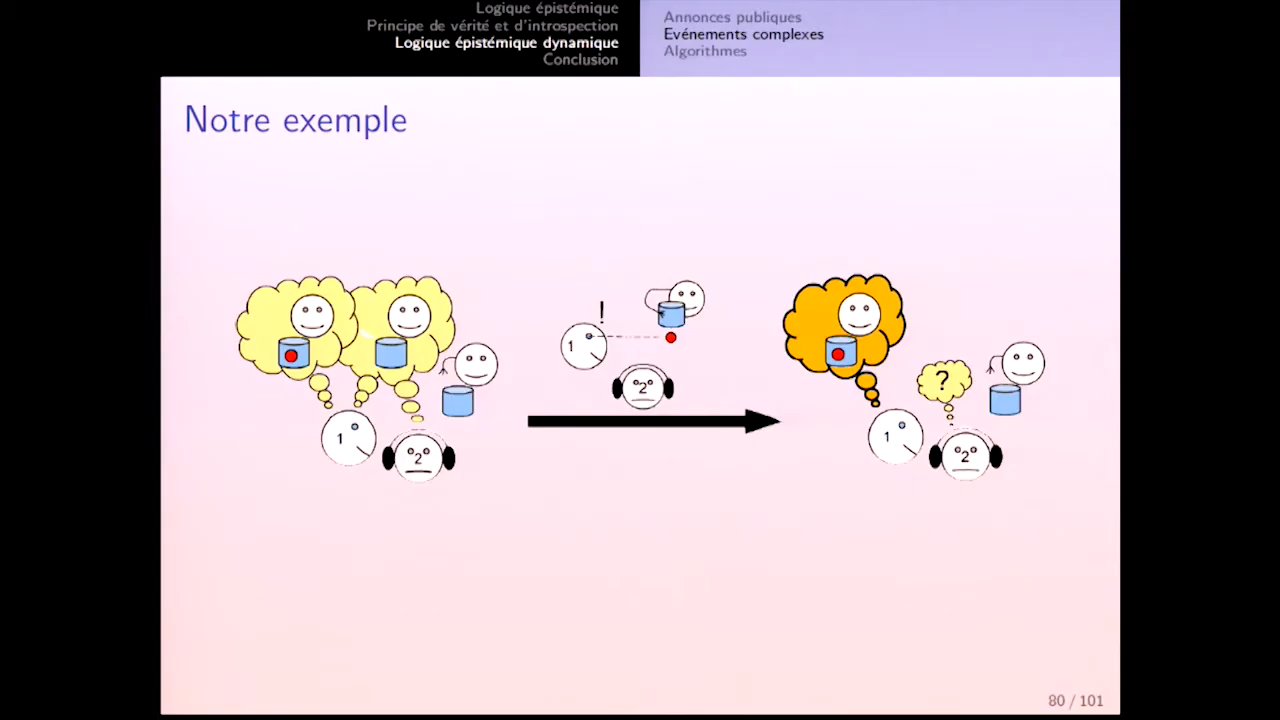 Logique épistémique
Principe de vérité et d'introspection
Logique épistémique dynamique
Conclusion
Annonces publiques
Evénements complexes
Algorithmes
Notre exemple
!
1
2
?
1
2
1
2
80 / 101